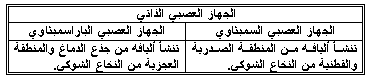 الجهاز العصبي الذاتي
الجهاز العصبي السمبثاوي
الجهاز العصبي الباراسمبثاوي
تنشأ أليافه من المنطقة الصدرية
والقطنية من النخاع الشوكي.
تنشأ أليافه من جذع الدماغ والمنطقة
العجزية من النخاع الشوكي.